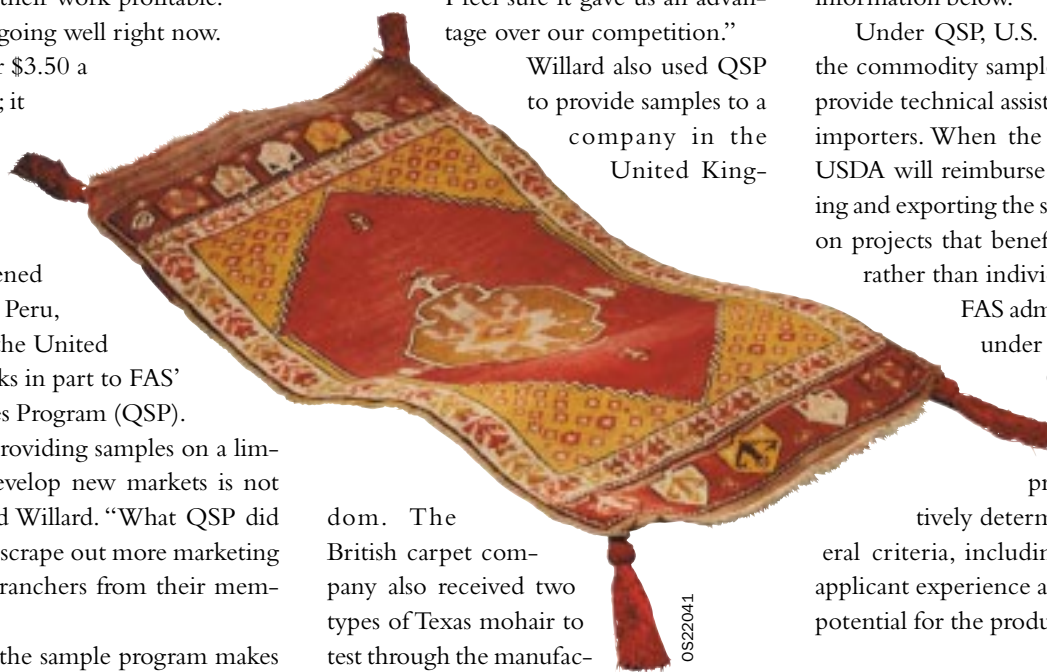 their work profitable.
going well right now.
r $3.50 a
; it
ened
Peru,
he United
ks in part to FAS’
es Program (QSP).
roviding samples on a lim-
evelop new markets is not
d Willard. “What QSP did
scrape out more marketing
ranchers from their mem-
the sample program makes
I feel sure it gave us an advan-
tage over our competition.”
Willard also used QSP
to provide samples to a
company in the
United King-
dom. The
British carpet com-
pany also received two
types of Texas mohair to
test through the manufac-
OS22041
information below.
Under QSP, U.S.
the commodity sampl
provide technical assist
importers. When the
USDA will reimburse
ing and exporting the s
on projects that benef
rather than indivi
FAS adm
under
pr
tively determ
eral criteria, includin
applicant experience a
potential for the produ